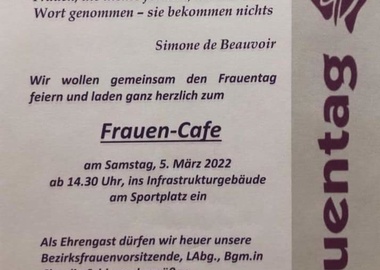 Wort genommen – sie bekommen nichts
Simone de Beauvoir
Wir wollen gemeinsam den Frauentag
feiern und laden ganz herzlich zum
Frauen-Cafe
am Samstag, 5. März 2022
ab 14.30 Uhr, ins Infrastrukturgebäude
am Sportplatz ein
Als Ehrengast dürfen wir heuer unsere
Bezirksfrauenvorsitzende, LAbg., Bgm.in
uentag